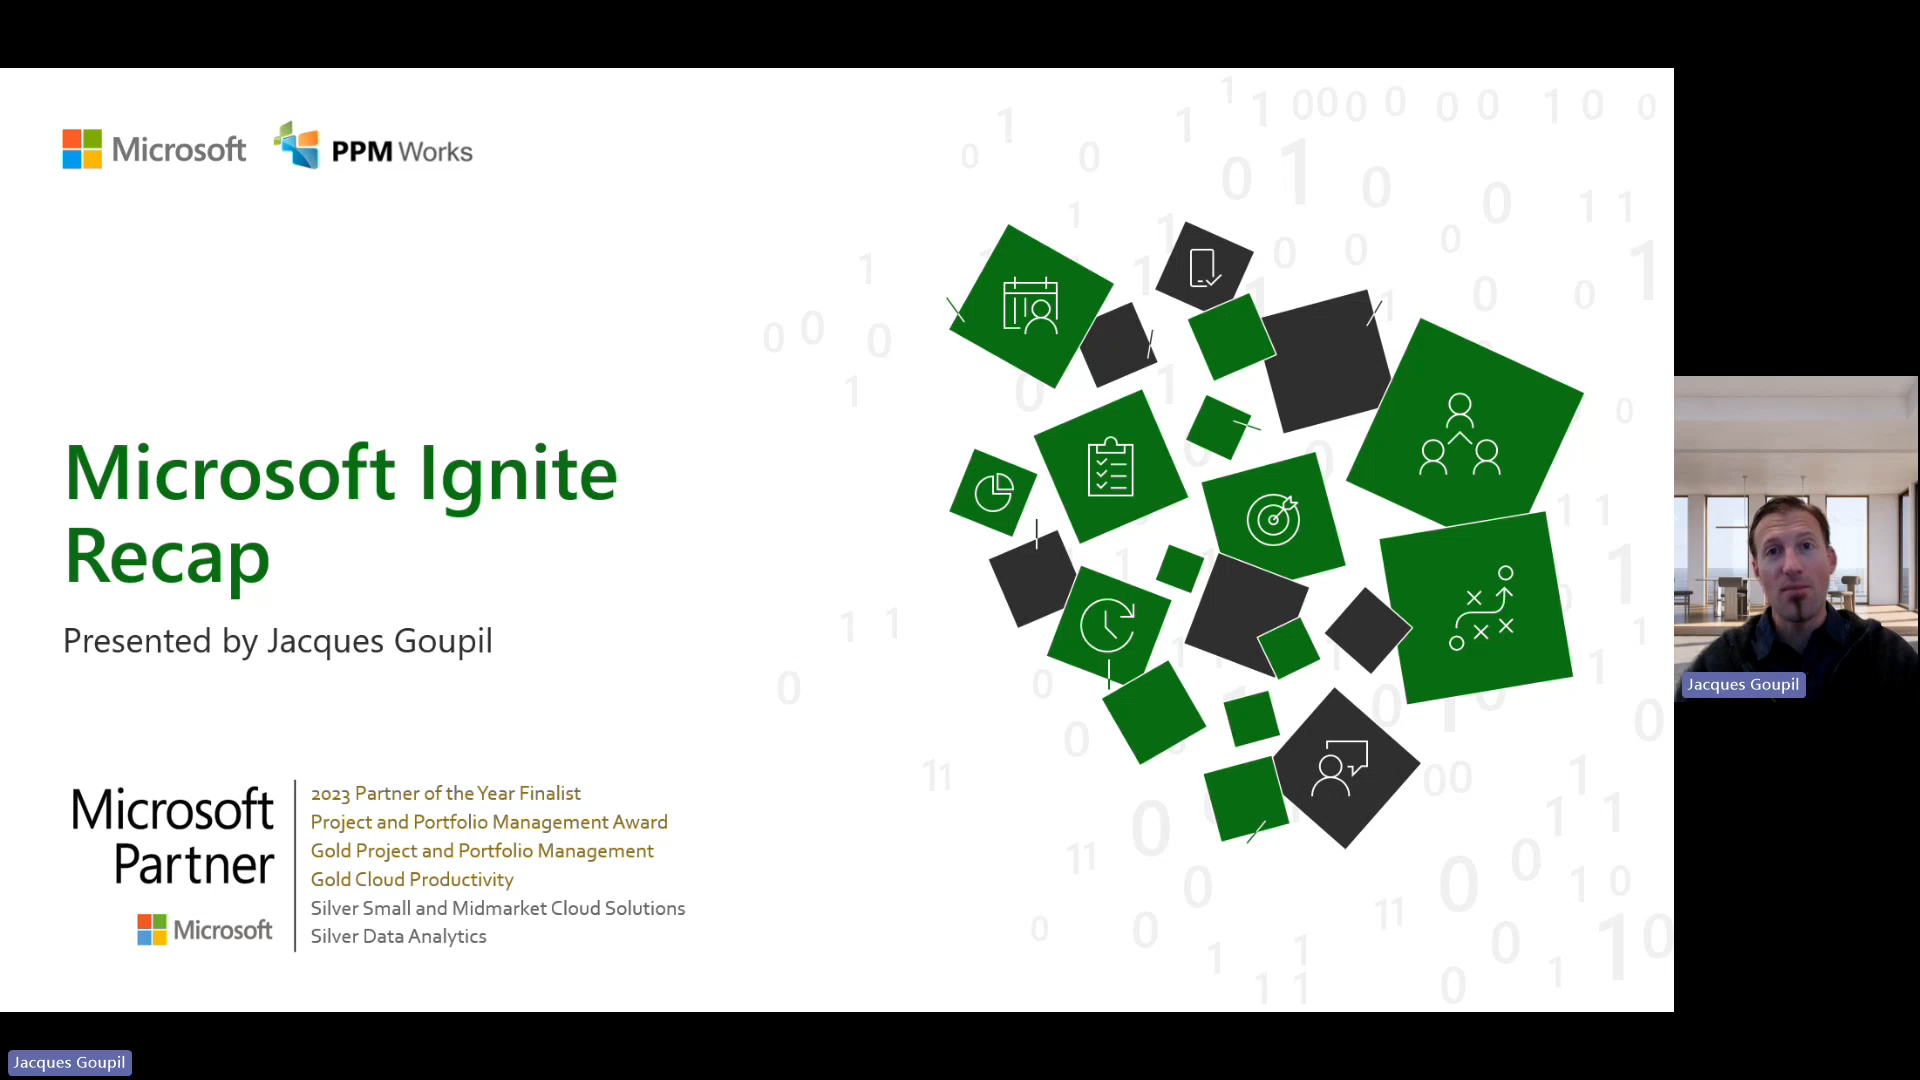 Microsoft PPM Works
Microsoft Ignite
Recap
Presented by Jacques Goupil
Microsoft
Partner
Microsoft
2023 Partner of the Year Finalist
Project and Portfolio Management Award
Gold Project and Portfolio Management
Gold Cloud Productivity
Silver Small and Midmarket Cloud Solutions
Silver Data Analytics
Jacques Goupil
Jacques Goupil